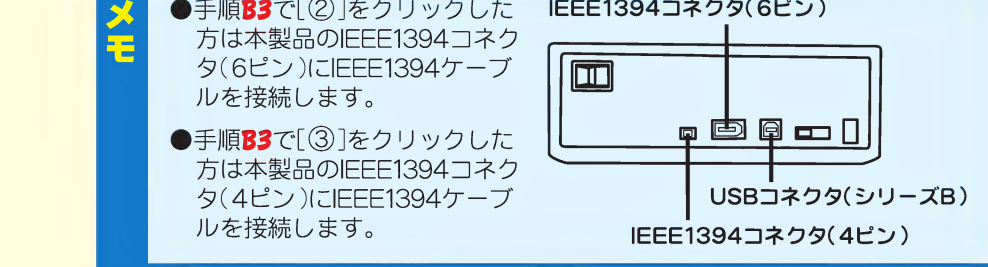 メモ
●手順B3で[②]をクリックした
方は本製品のIEEE1394コネク
タ(6ピン)にIEEE1394ケーブ
ルを接続します。
●手順B3で[③]をクリックした
方は本製品のIEEE1394コネク
タ(4ピン)にIEEE1394ケーブ
ルを接続します。
IEEE1394コネクタ(6ピン)
USBコネクタ(シリーズB)
IEEE1394コネクタ(4ピン)